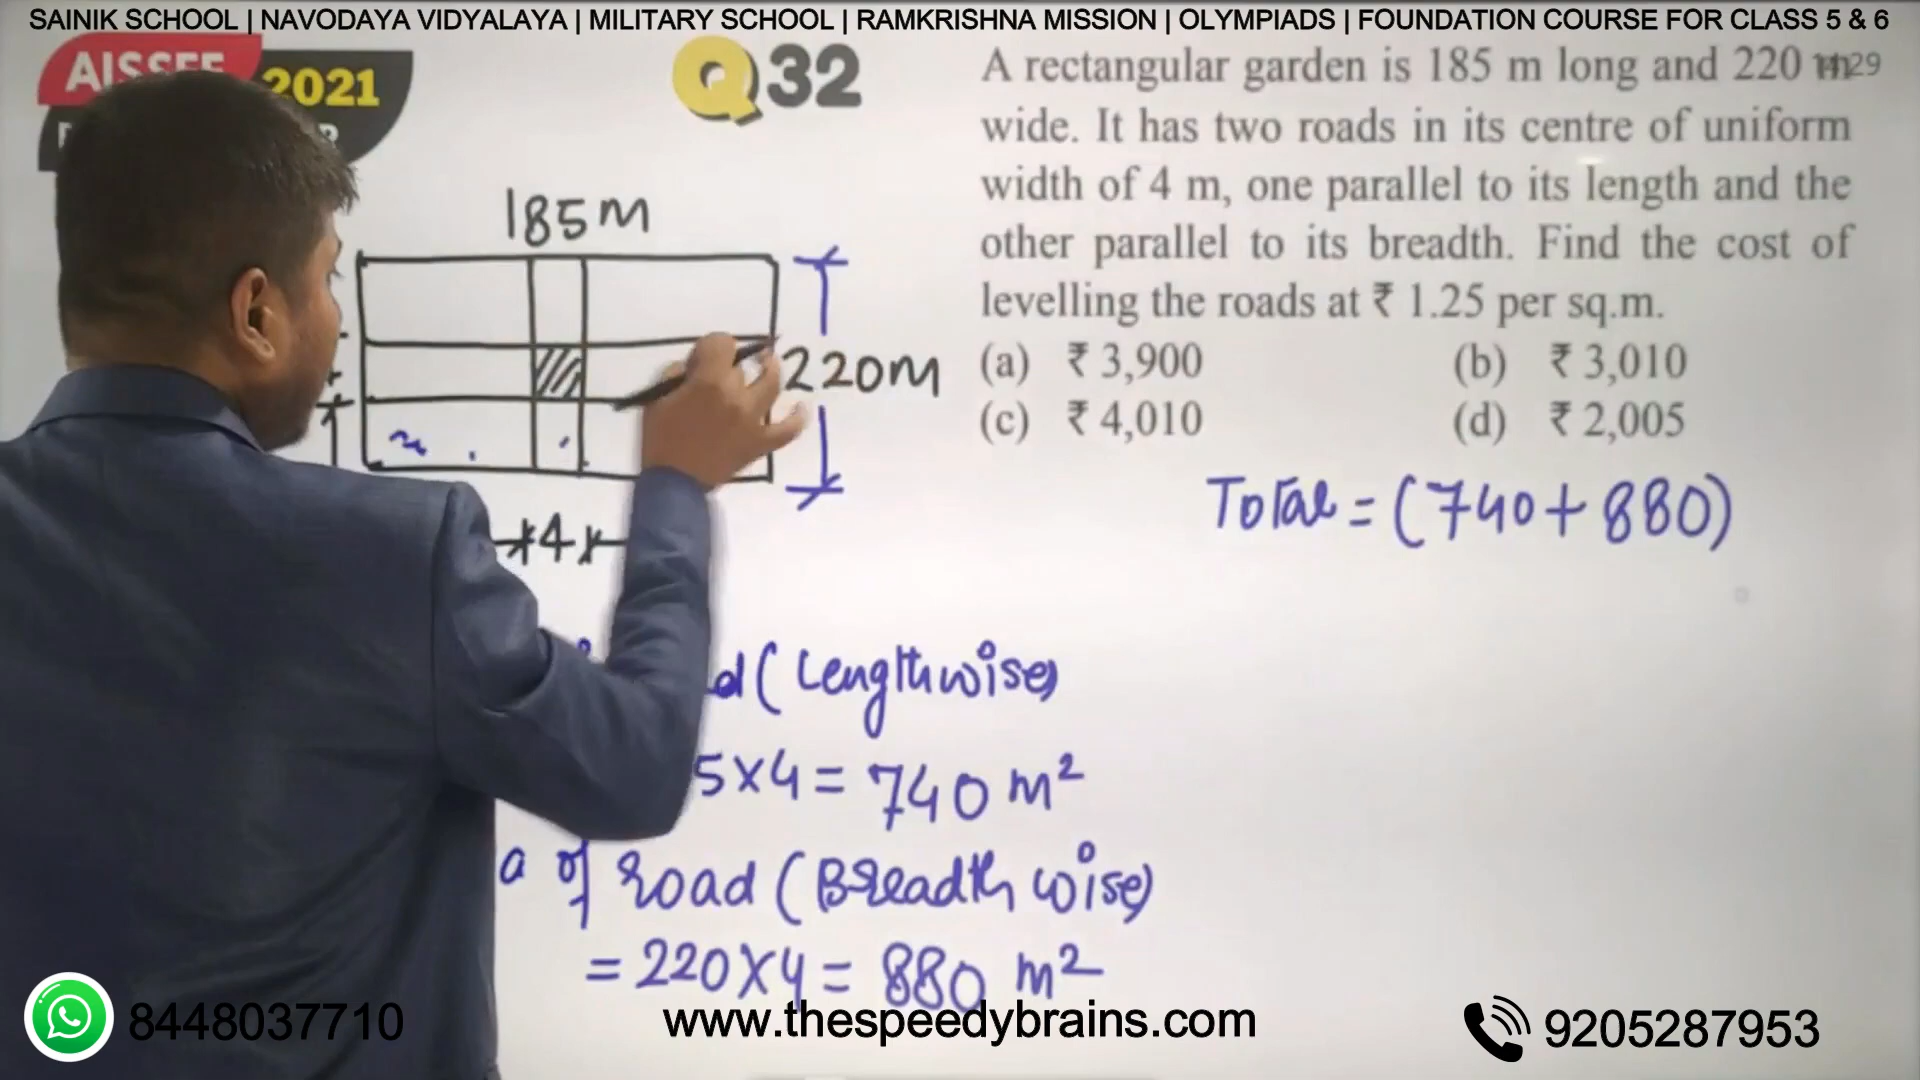 SAINIK SCHOOL | NAVODAYA VIDYALAYA | MILITARY SCHOOL | RAMKRISHNA MISSION | OLYMPIADS | FOUNDATION COURSE FOR CLASS 5 & 6
AISSEE 2021
Q32
A rectangular garden is 185 m long and 220 m
wide. It has two roads in its centre of uniform
width of 4 m, one parallel to its length and the
other parallel to its breadth. Find the cost of
levelling the roads at ₹ 1.25 per sq.m.
(a) ₹ 3,900 (b) ₹ 3,010
(c) ₹ 4,010 (d) ₹ 2,005
185 m
220m
4
Total = (740+880)
(Lengthwise)
5×4 = 740 m²
of road (Breadth wise)
= 220×4 = 880 m²
8448037710
www.thespeedybrains.com
9205287953